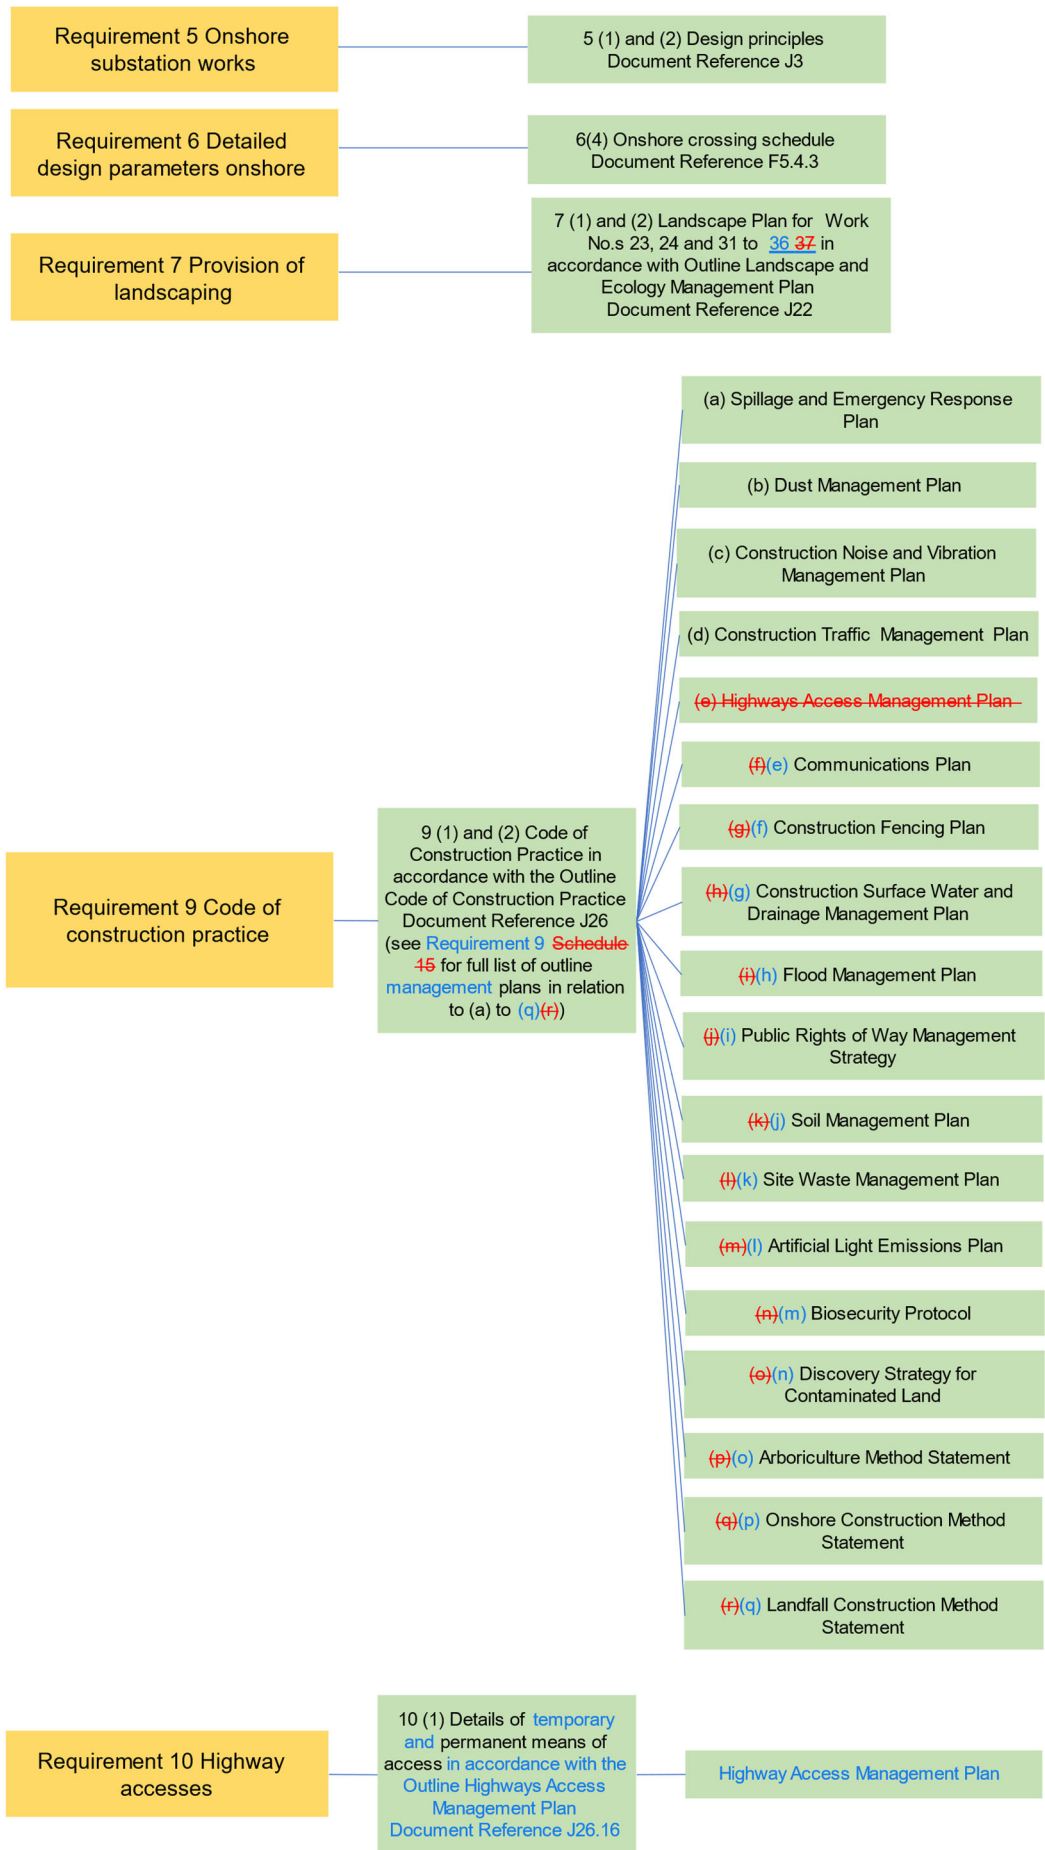 Requirement 5 Onshore
substation works
5 (1) and (2) Design principles
Document Reference J3
Requirement 6 Detailed
design parameters onshore
6(4) Onshore crossing schedule
Document Reference F5.4.3
Requirement 7 Provision of
landscaping
7 (1) and (2) Landscape Plan for Work
No.s 23, 24 and 31 to 36 37 in
accordance with Outline Landscape and
Ecology Management Plan
Document Reference J22
Requirement 9 Code of
construction practice
9 (1) and (2) Code of
Construction Practice in
accordance with the Outline
Code of Construction Practice
Document Reference J26
(see Requirement 9 Schedule
15 for full list of outline
management plans in relation
to (a) to (q)(r))
(a) Spillage and Emergency Response
Plan
(b) Dust Management Plan
(c) Construction Noise and Vibration
Management Plan
(d) Construction Traffic Management Plan
(e) Highways Access Management Plan
(f)(e) Communications Plan
(g)(f) Construction Fencing Plan
(h)(g) Construction Surface Water and
Drainage Management Plan
(i)(h) Flood Management Plan
(j)(i) Public Rights of Way Management
Strategy
(k)(j) Soil Management Plan
(l)(k) Site Waste Management Plan
(m)(l) Artificial Light Emissions Plan
(n)(m) Biosecurity Protocol
(o)(n) Discovery Strategy for
Contaminated Land
(p)(o) Arboriculture Method Statement
(q)(p) Onshore Construction Method
Statement
(r)(q) Landfall Construction Method
Statement
Requirement 10 Highway
accesses
10 (1) Details of temporary
and permanent means of
access in accordance with the
Outline Highways Access
Management Plan
Document Reference J26.16
Highway Access Management Plan